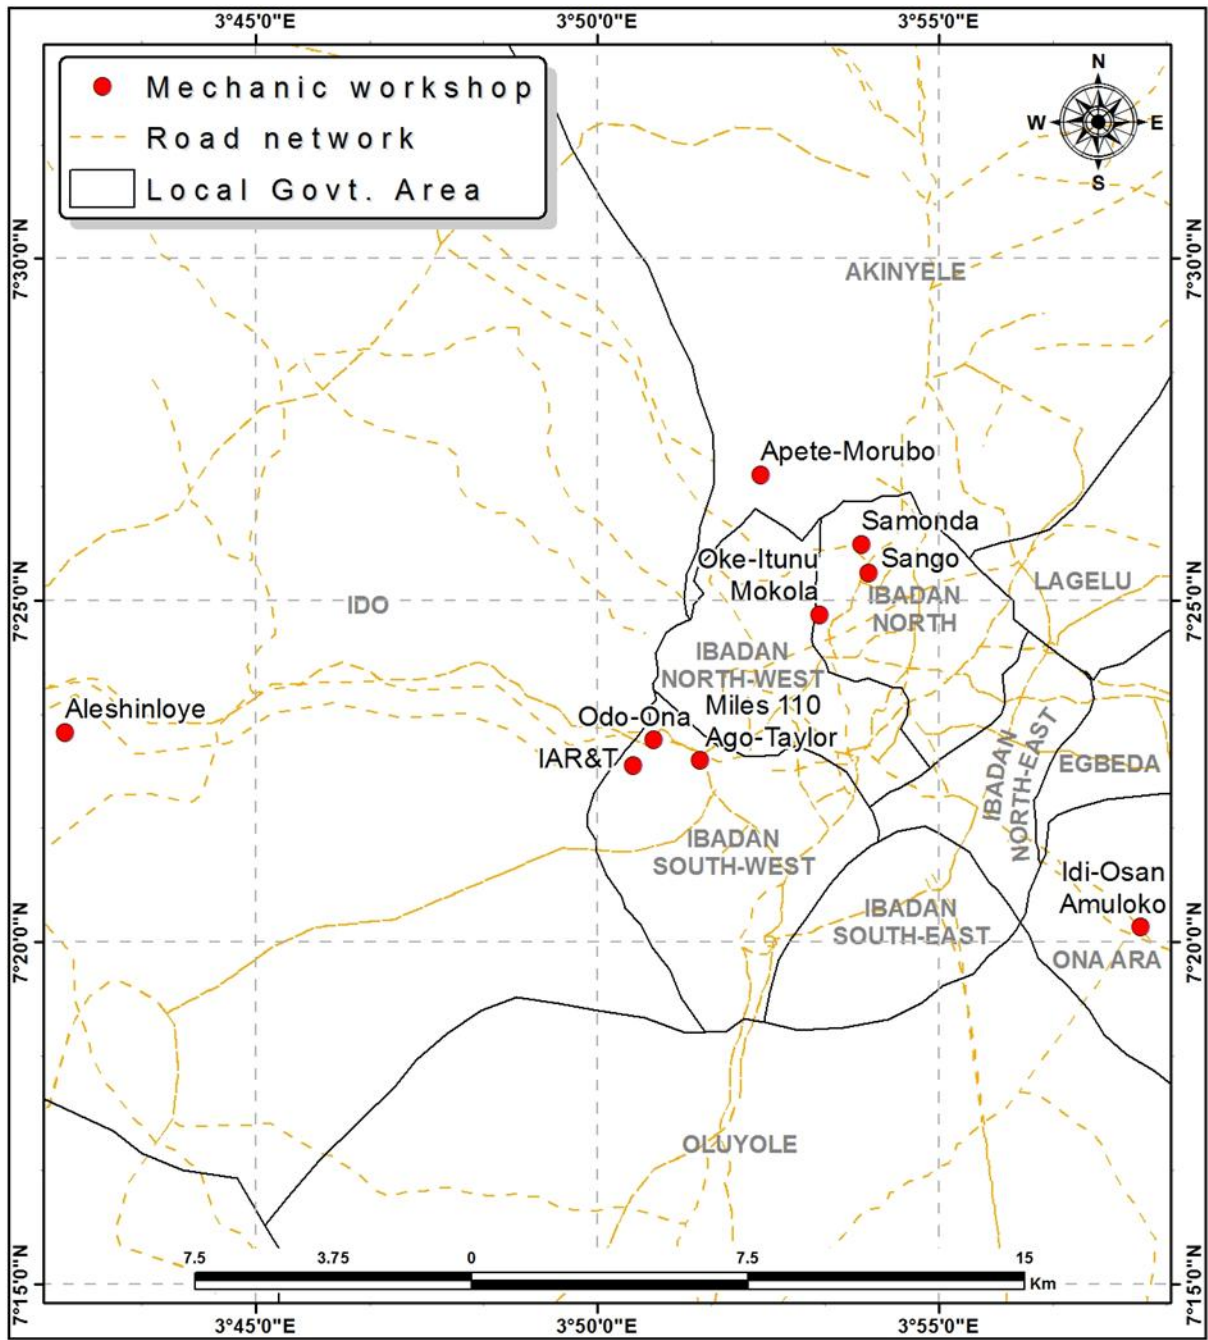 3°45'0"E 3°50'0"E 3°55'0"E
Mechanic workshop
Road network
Local Govt. Area
N
W E
S
7°30'0"N 7°30'0"N
AKINYELE
Apete-Morubo
Samonda
Oke-Itunu Sango
Mokola
7°25'0"N 7°25'0"N
LAGELU
IDO
IBADAN
NORTH
IBADAN
NORTH-WEST
Aleshinloye
Miles 110
Odo-Ona
Ago-Taylor
IAR&T
IBADAN
NORTH-EAST
EGBEDA
IBADAN
SOUTH-WEST
Idi-Osan
Amuloko
IBADAN
SOUTH-EAST
7°20'0"N 7°20'0"N
ONA ARA
OLUYOLE
7.5 3.75 0 7.5 15
Km
7°15'0"N 7°15'0"N
3°45'0"E 3°50'0"E 3°55'0"E